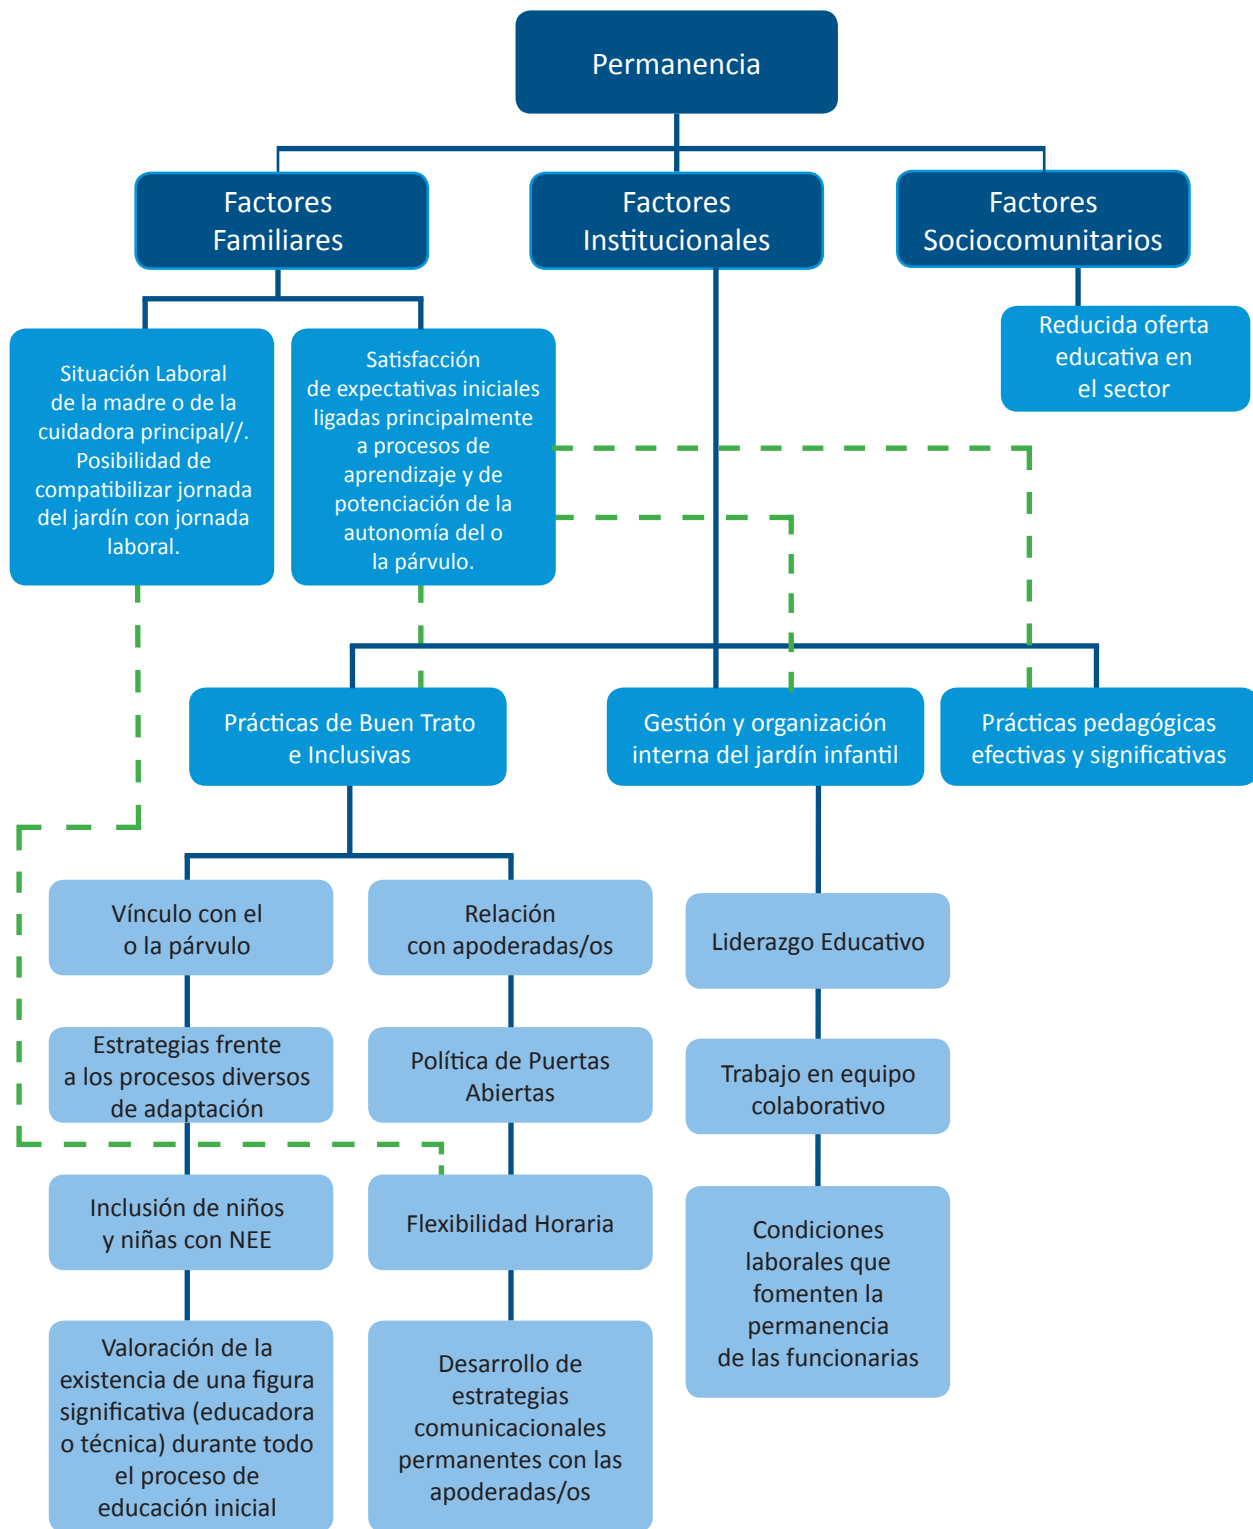 Permanencia
Factores
Familiares
Factores
Institucionales
Factores
Sociocomunitarios
Situación Laboral
de la madre o de la
cuidadora principal//.
Posibilidad de
compatibilizar jornada
del jardín con jornada
laboral.
Satisfacción
de expectativas iniciales
ligadas principalmente
a procesos de
aprendizaje y de
potenciación de la
autonomía del o
la párvulo.
Reducida oferta
educativa en
el sector
Prácticas de Buen Trato
e Inclusivas
Gestión y organización
interna del jardín infantil
Prácticas pedagógicas
efectivas y significativas
Vínculo con el
o la párvulo
Relación
con apoderadas/os
Liderazgo Educativo
Estrategias frente
a los procesos diversos
de adaptación
Política de Puertas
Abiertas
Trabajo en equipo
colaborativo
Inclusión de niños
y niñas con NEE
Flexibilidad Horaria
Condiciones
laborales que
fomenten la
permanencia
de las funcionarias
Valoración de la
existencia de una figura
significativa (educadora
o técnica) durante todo
el proceso de
educación inicial
Desarrollo de
estrategias
comunicacionales
permanentes con las
apoderadas/os